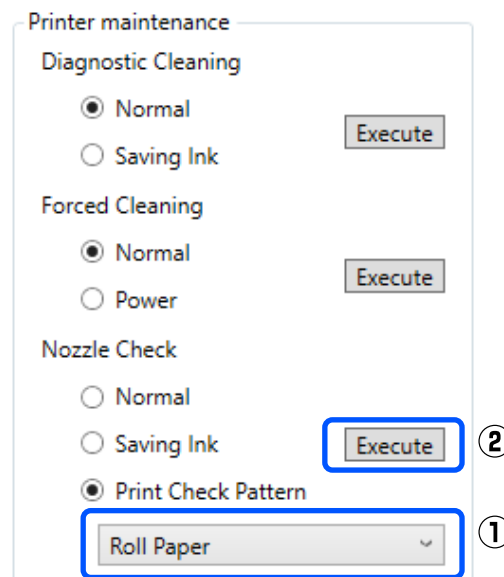 Printer maintenance
Diagnostic Cleaning
Normal
Execute
Saving Ink
Forced Cleaning
Normal
Execute
Power
Nozzle Check
Normal
Saving Ink
Execute
②
Print Check Pattern
Roll Paper
①